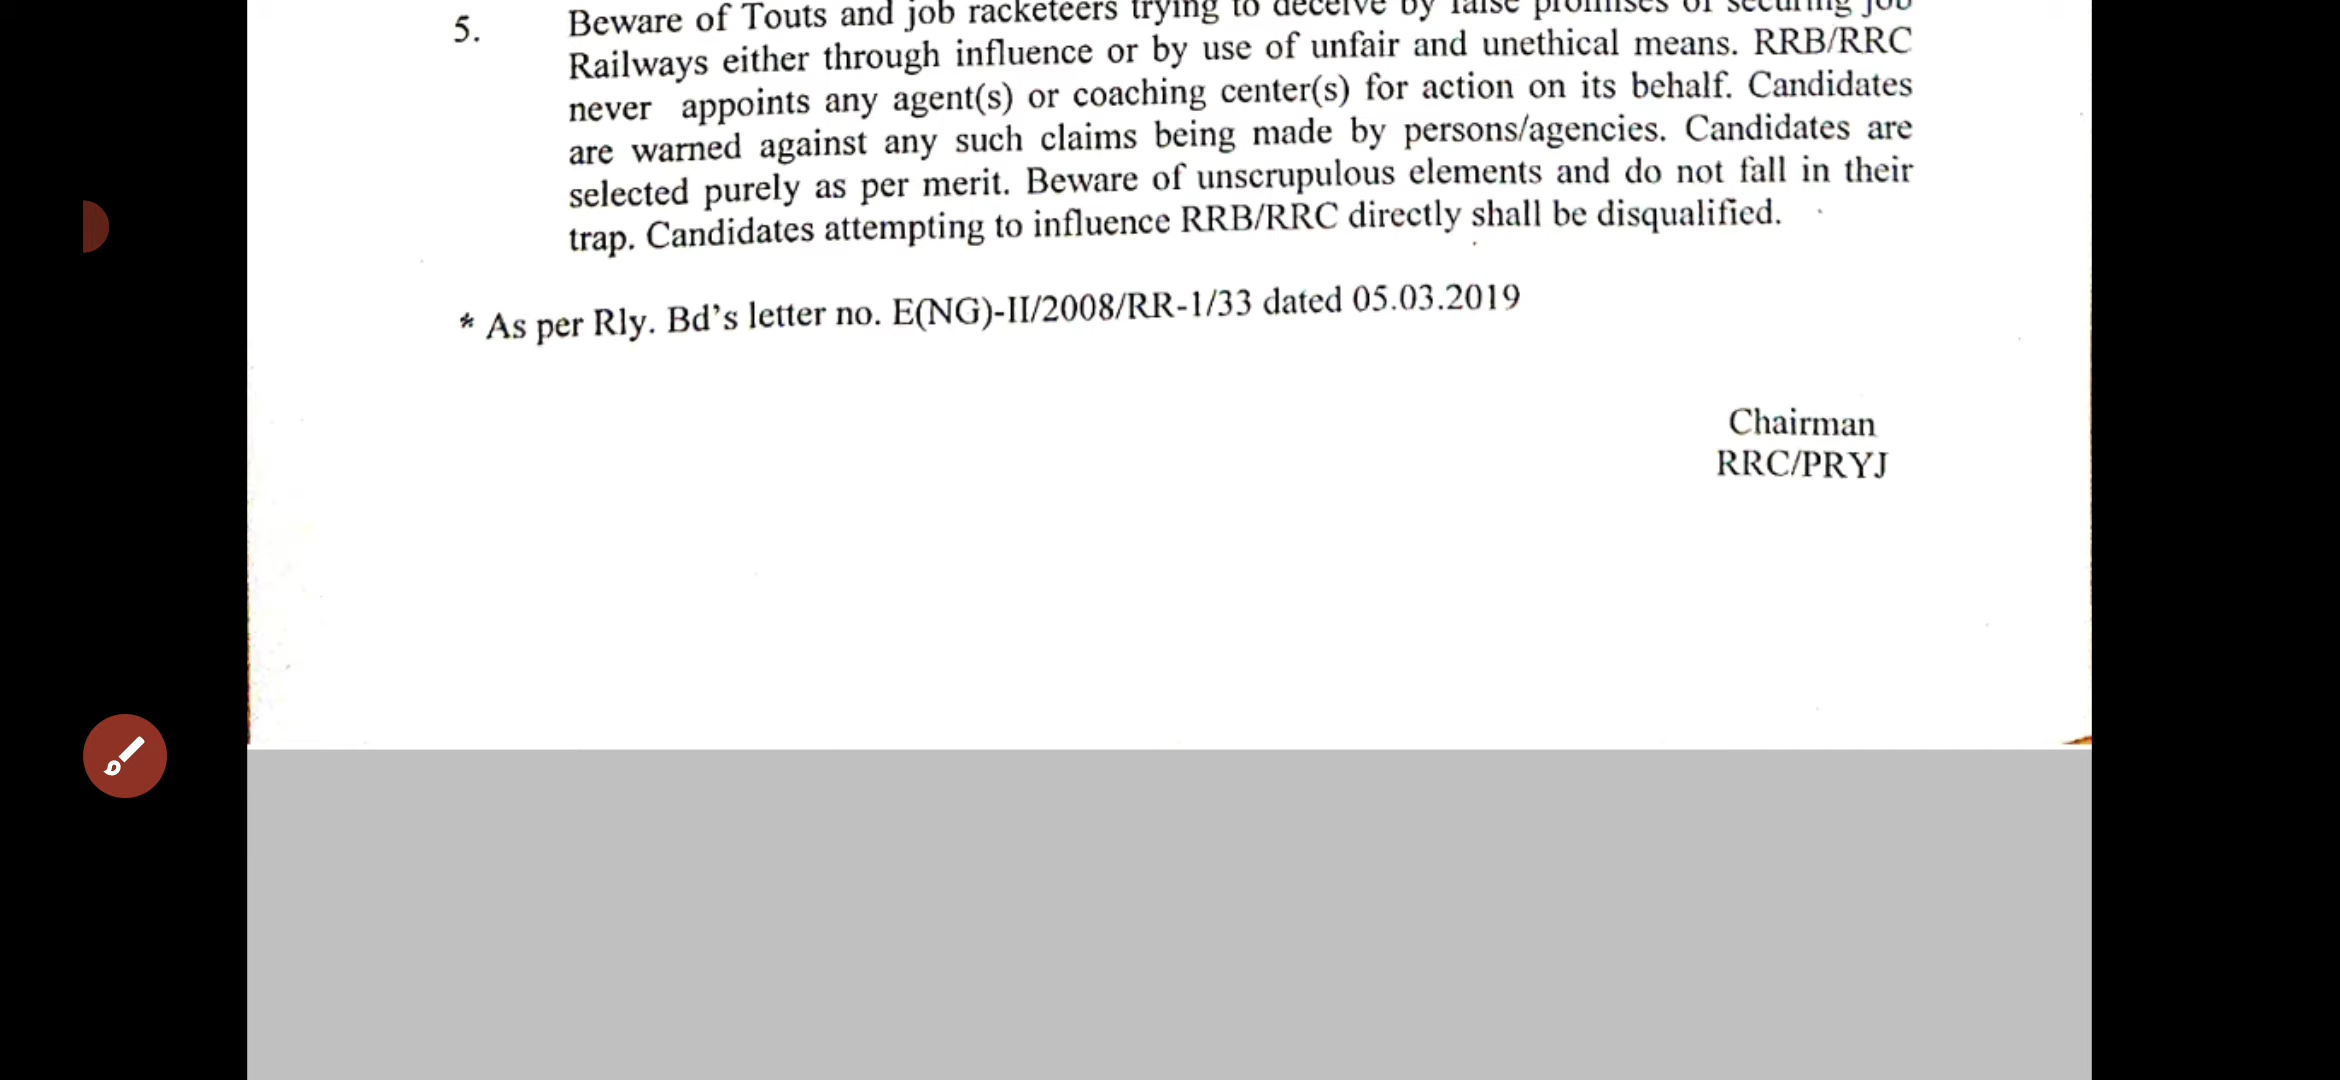 5. Beware of Touts and job racketeers trying to deceive by false promises of securing job
Railways either through influence or by use of unfair and unethical means. RRB/RRC
never appoints any agent(s) or coaching center(s) for action on its behalf. Candidates
are warned against any such claims being made by persons/agencies. Candidates are
selected purely as per merit. Beware of unscrupulous elements and do not fall in their
trap. Candidates attempting to influence RRB/RRC directly shall be disqualified.
* As per Rly. Bd's letter no. E(NG)-II/2008/RR-1/33 dated 05.03.2019
Chairman
RRC/PRYJ